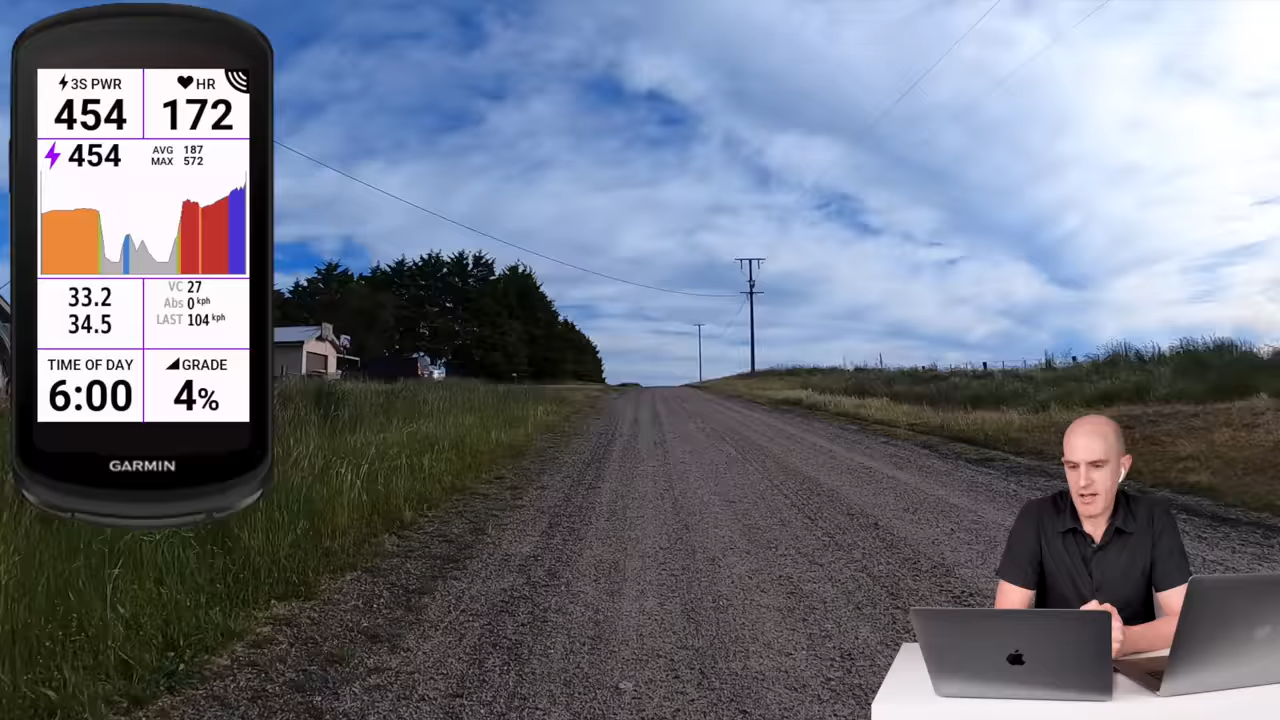 3S PWR
HR
454
172
454
AVG 187
MAX 572
33.2
34.5
VC 27
Abs 0 kph
LAST 104 kph
TIME OF DAY
GRADE
6:00
4%
GARMIN